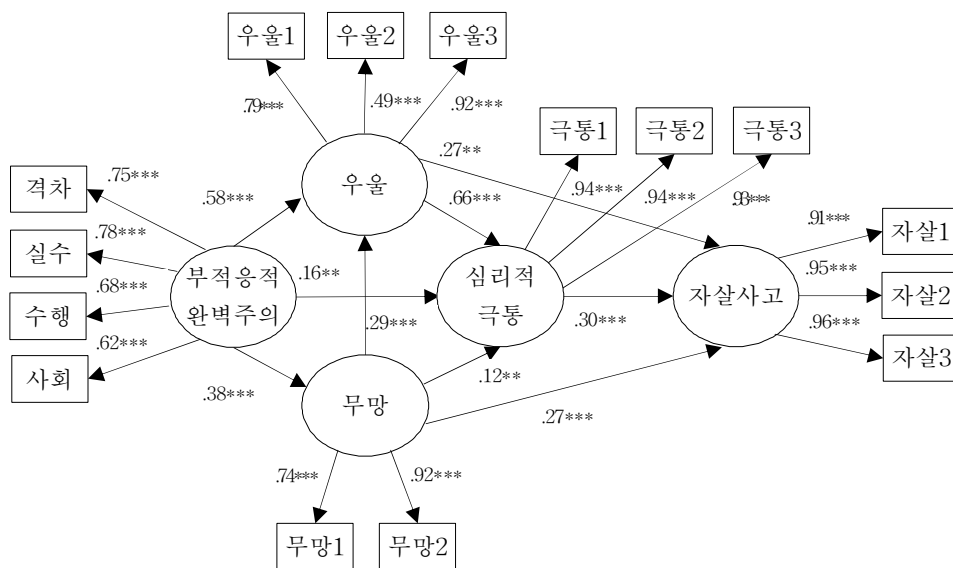 우울1
우울2
우울3
.79***
.49***
.92***
극통1
극통2
극통3
.27**
격차
.75***
.58***
우울
.66***
.94***
.94***
.93***
실수
.78***
자살1
.91***
부적응적
완벽주의
.16**
심리적
극통
자살사고
.95***
자살2
수행
.68***
.29***
.30***
.96***
자살3
사회
.62***
.38***
무망
.12**
.27***
.74***
.92***
무망1
무망2